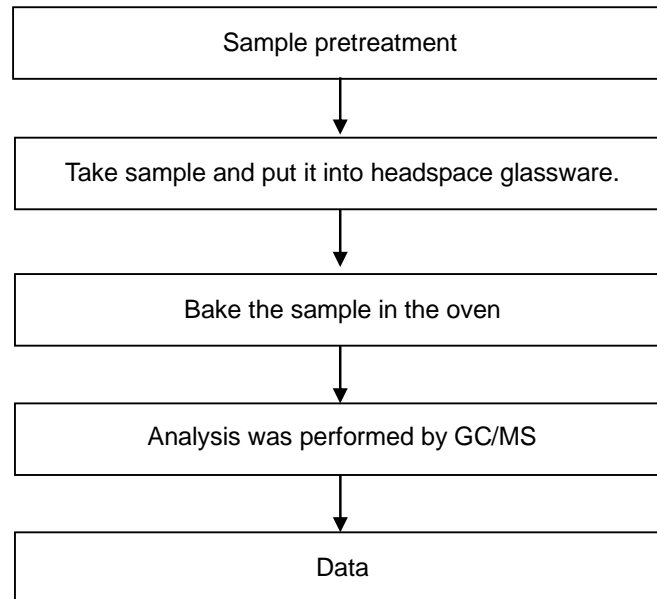 Sample pretreatment
Take sample and put it into headspace glassware.
Bake the sample in the oven
Analysis was performed by GC/MS
Data